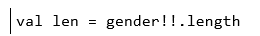 val len = gender!!.length